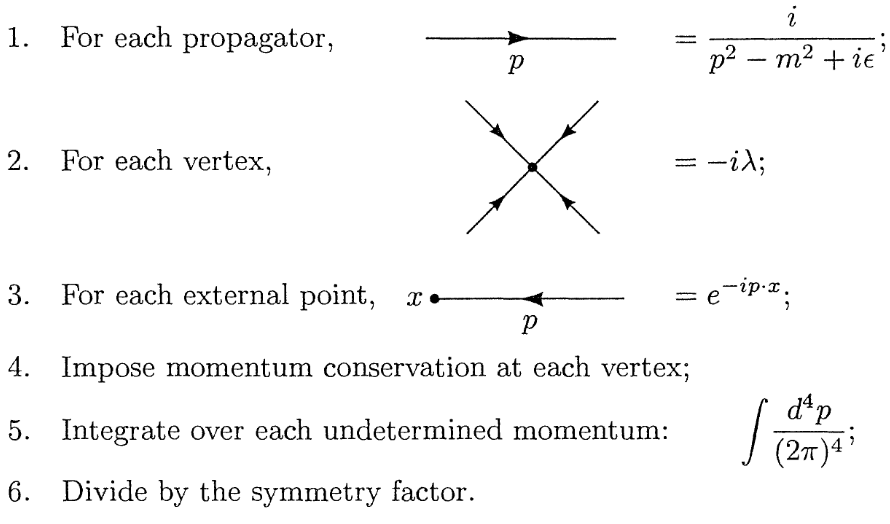 1. For each propagator, p = i / (p² − m² + iϵ);
2. For each vertex, = −iλ;
3. For each external point, x p = e^{−ip·x};
4. Impose momentum conservation at each vertex;
5. Integrate over each undetermined momentum: ∫ d⁴p / (2π)⁴;
6. Divide by the symmetry factor.